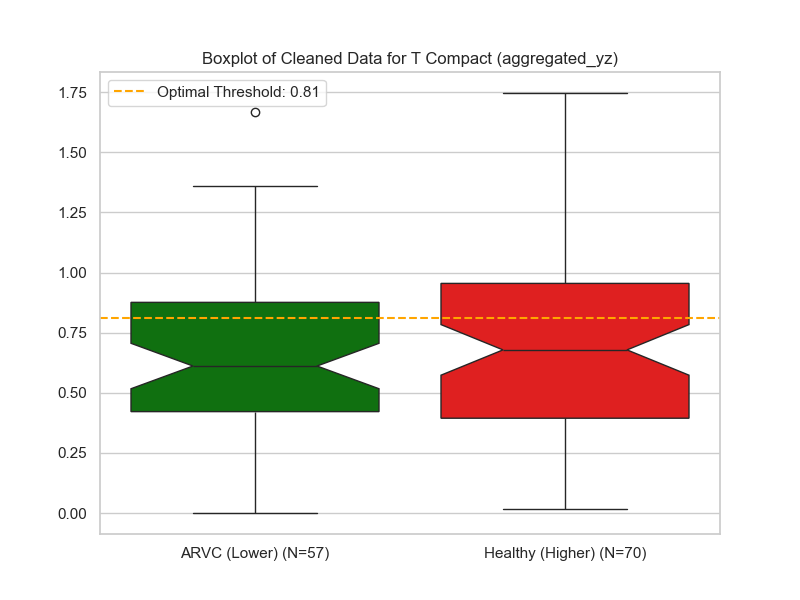 Boxplot of Cleaned Data for T Compact (aggregated_yz)
Optimal Threshold: 0.81
1.75
1.50
1.25
1.00
0.75
0.50
0.25
0.00
ARVC (Lower) (N=57)
Healthy (Higher) (N=70)